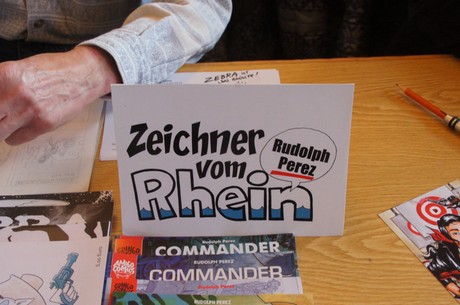 ZEBRA
Zeichner
vom
Rhein
Rudolph
Perez
Rudolph Perez
COMMANDER
RUDOLPH PEREZ
COMMANDER
RUDOLPH PEREZ